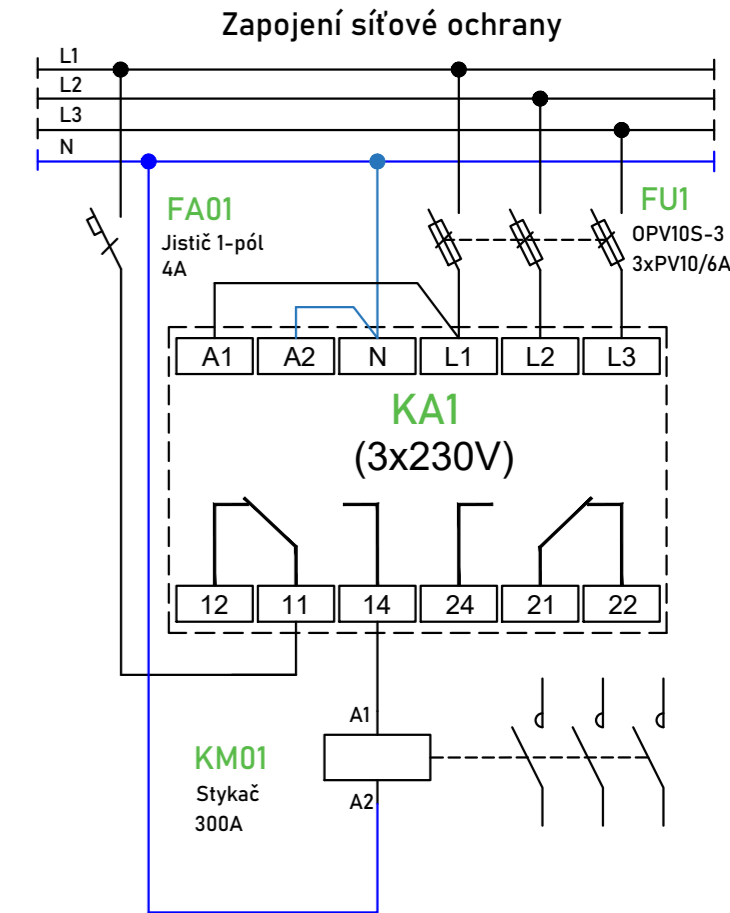 Zapojení síťové ochrany
L1
L2
L3
N
FA01
Jistič 1-pól
4A
FU1
OPV10S-3
3xPV10/6A
A1 A2 N L1 L2 L3
KA1
(3x230V)
12 11 14 24 21 22
A1
KM01
Stykač
300A
A2